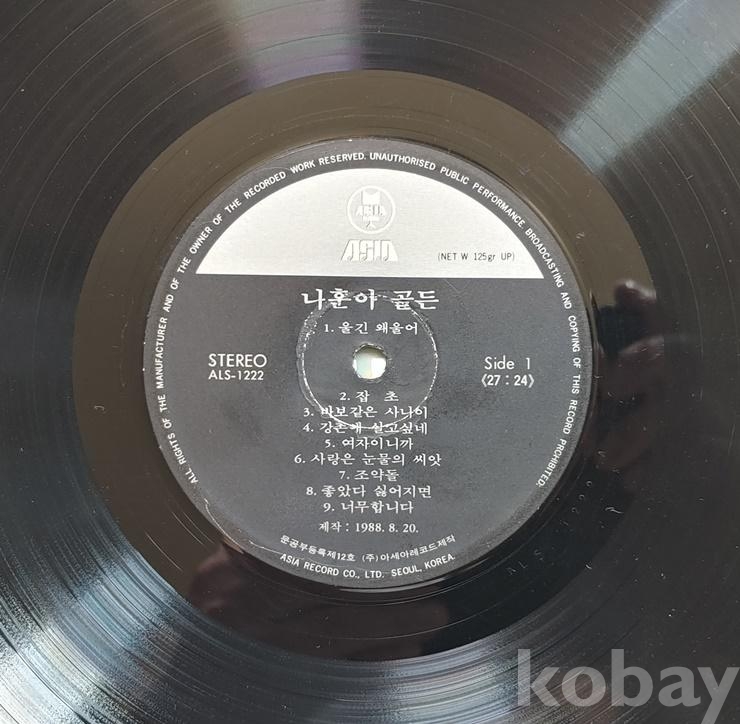 ALL RIGHTS OF THE MANUFACTURER AND OF THE OWNER OF THE RECORDED WORK RESERVED. UNAUTHORISED PUBLIC PERFORMANCE BROADCASTING AND COPYING OF THIS RECORD PROHIBITED.
ASIA
(NET W 125gr UP)
나훈아 골든
1. 울긴 왜울어
STEREO
ALS-1222
Side 1
《27 : 24》
2. 잡 초
3. 바보같은 사나이
4. 강촌에 살고싶네
5. 여자이니까
6. 사랑은 눈물의 씨앗
7. 조약돌
8. 좋았다 싫어지면
9. 너무합니다
제작 : 1988. 8. 20.
문공부등록제12호 (주)아세아레코드제작
ASIA RECORD CO., LTD. SEOUL, KOREA.
kobay